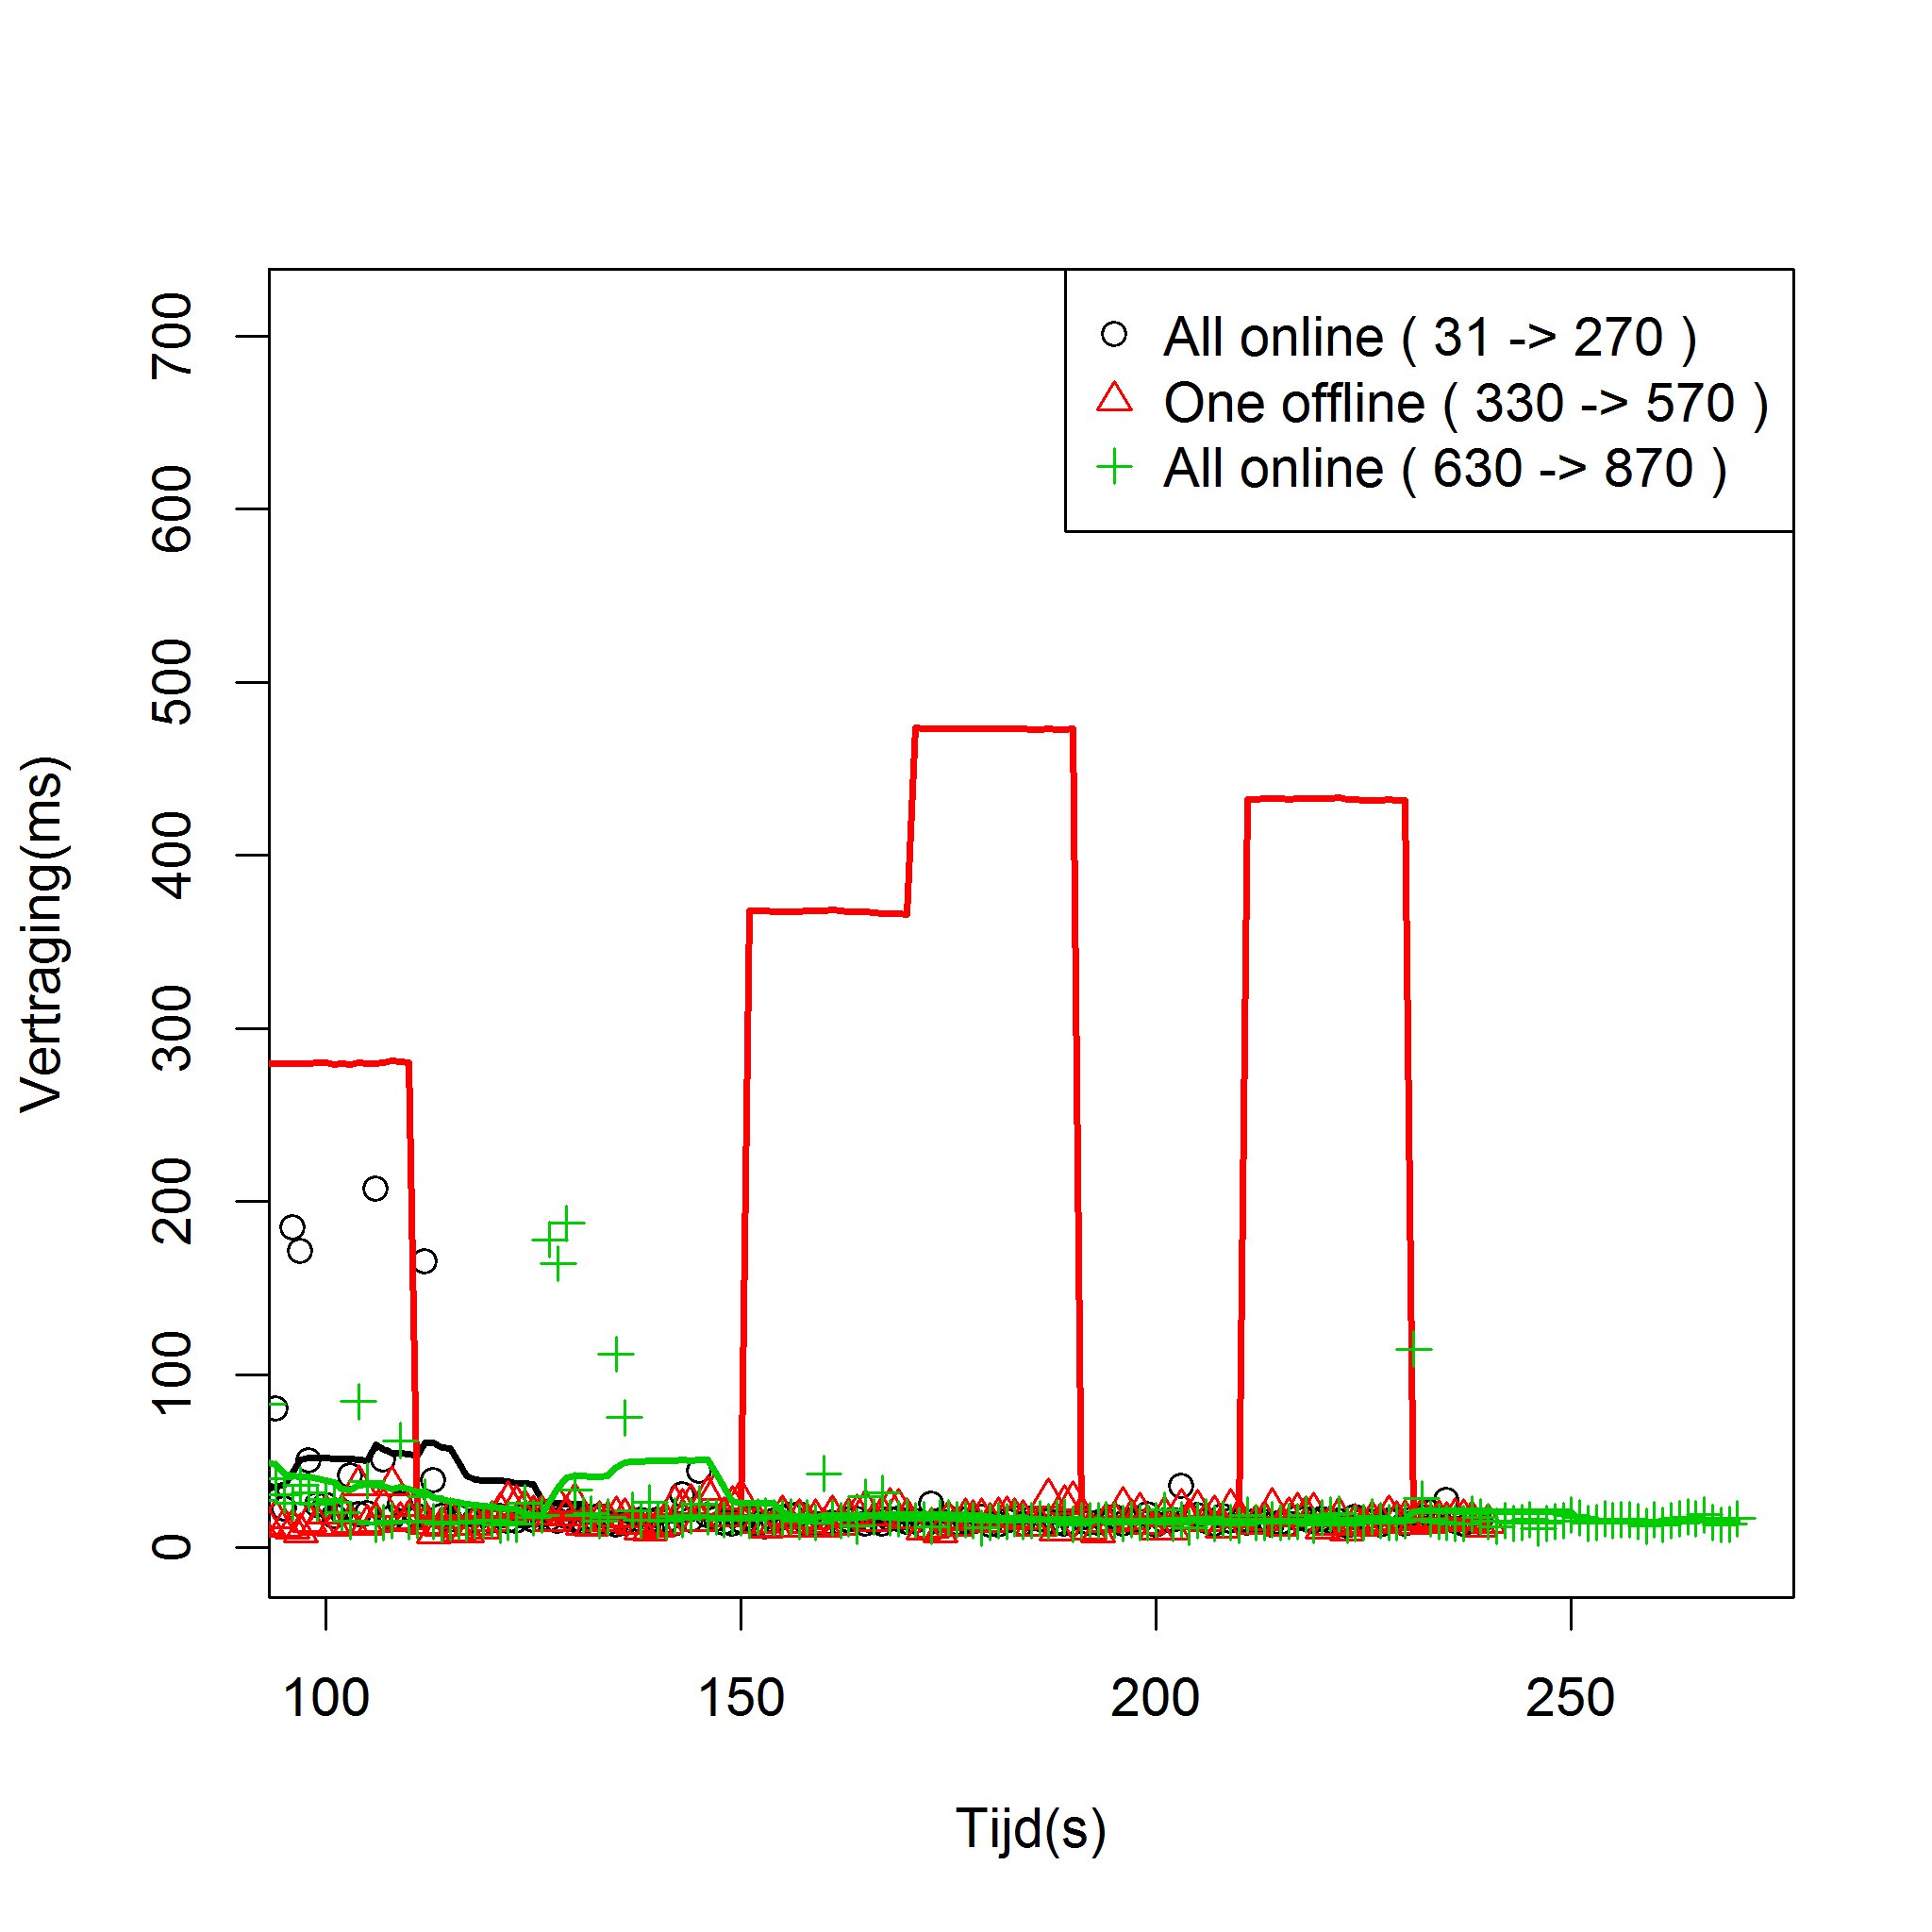 All online ( 31 -> 270 )
One offline ( 330 -> 570 )
All online ( 630 -> 870 )
700
600
500
400
300
200
100
0
Vertraging(ms)
100
150
200
250
Tijd(s)